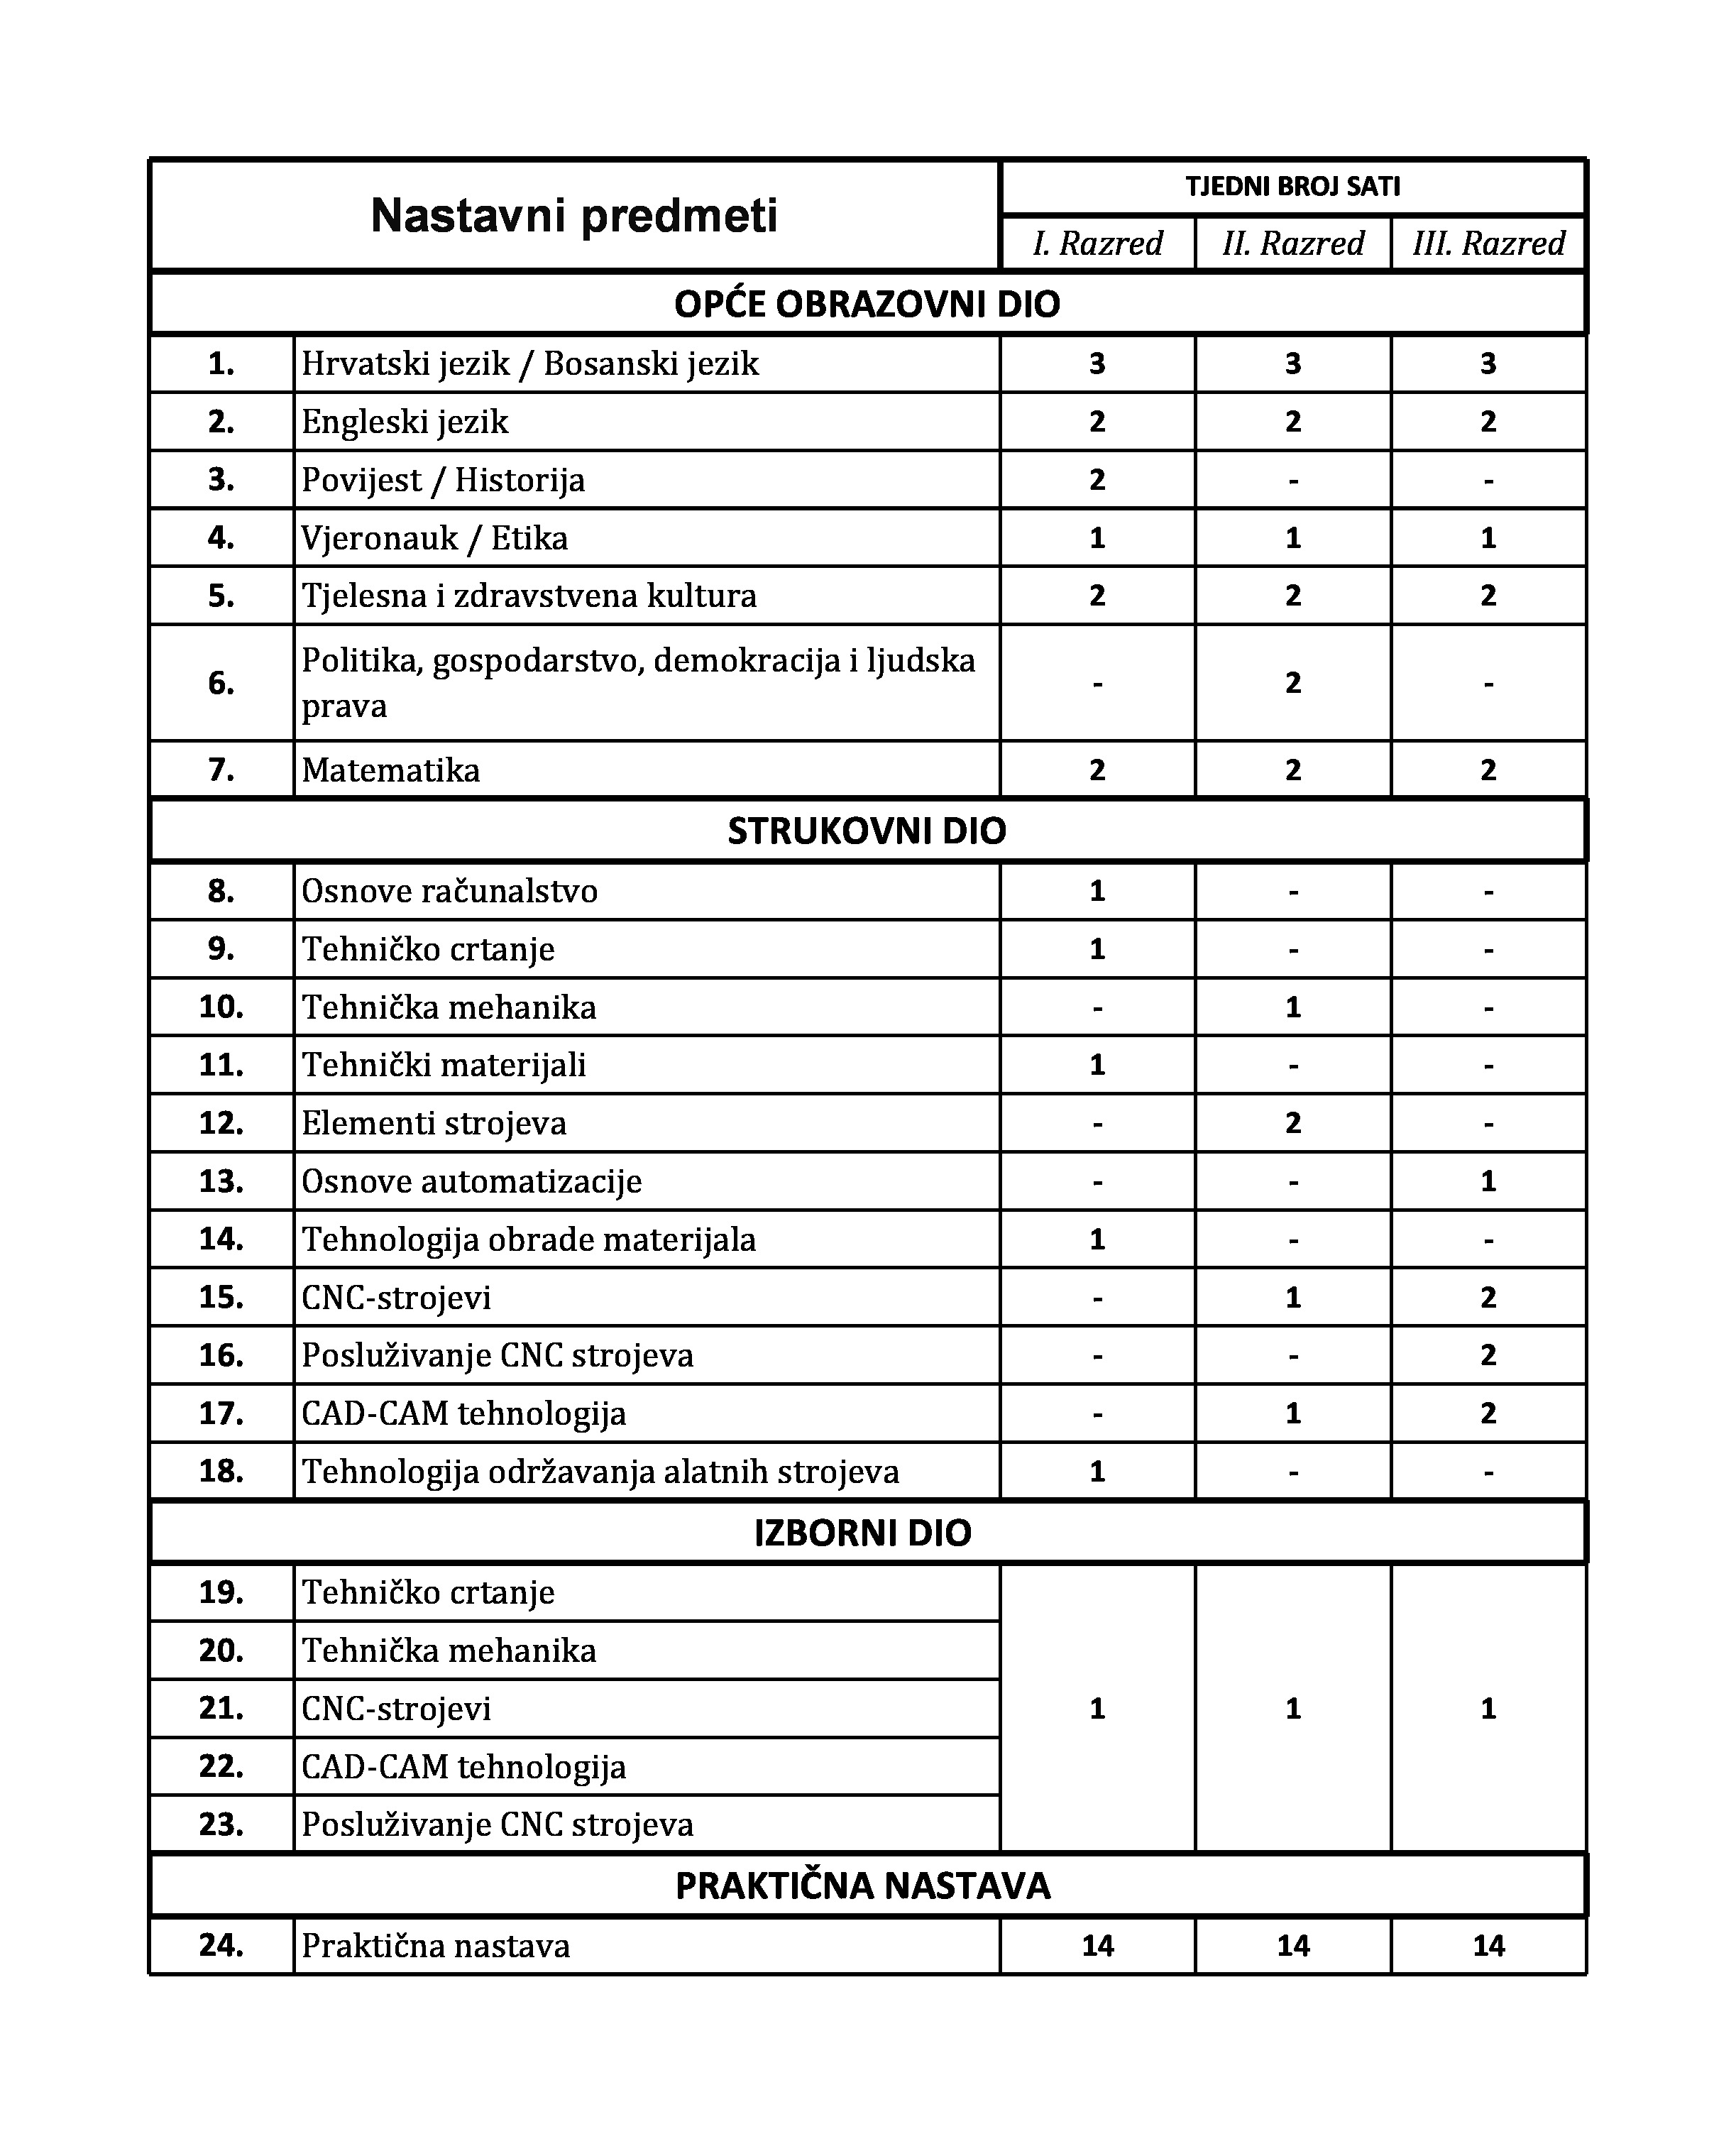 Nastavni predmeti
TJEDNI BROJ SATI
I. Razred II. Razred III. Razred
OPĆE OBRAZOVNI DIO
1. Hrvatski jezik / Bosanski jezik 3 3 3
2. Engleski jezik 2 2 2
3. Povijest / Historija 2 - -
4. Vjeronauk / Etika 1 1 1
5. Tjelesna i zdravstvena kultura 2 2 2
6. Politika, gospodarstvo, demokracija i ljudska
prava - 2 -
7. Matematika 2 2 2
STRUKOVNI DIO
8. Osnove računalstvo 1 - -
9. Tehničko crtanje 1 - -
10. Tehnička mehanika - 1 -
11. Tehnički materijali 1 - -
12. Elementi strojeva - 2 -
13. Osnove automatizacije - - 1
14. Tehnologija obrade materijala 1 - -
15. CNC-strojevi - 1 2
16. Posluživanje CNC strojeva - - 2
17. CAD-CAM tehnologija - 1 2
18. Tehnologija održavanja alatnih strojeva 1 - -
IZBORNI DIO
19. Tehničko crtanje
20. Tehnička mehanika
21. CNC-strojevi 1 1 1
22. CAD-CAM tehnologija
23. Posluživanje CNC strojeva
PRAKTIČNA NASTAVA
24. Praktična nastava 14 14 14